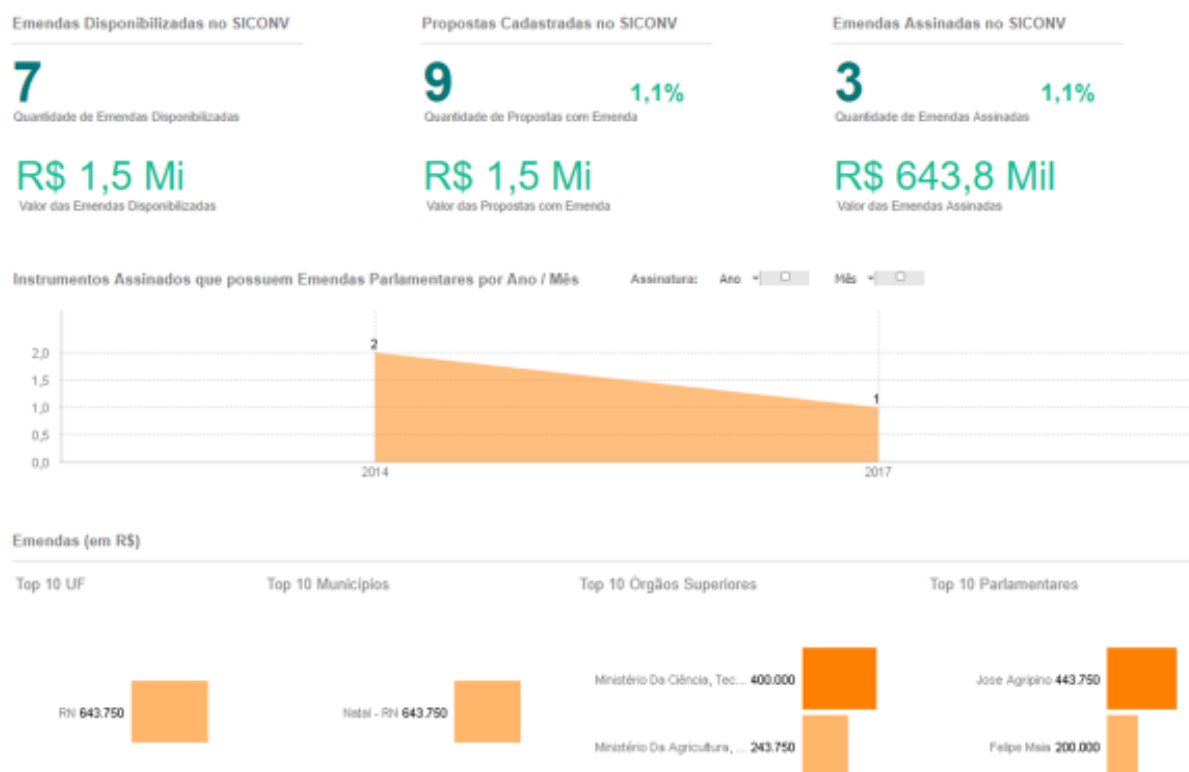 Emendas Disponibilizadas no SICONV
Propostas Cadastradas no SICONV
Emendas Assinadas no SICONV
7
Quantidade de Emendas Disponibilizadas
9
1,1%
Quantidade de Propostas com Emenda
3
1,1%
Quantidade de Emendas Assinadas
R$ 1,5 Mi
Valor das Emendas Disponibilizadas
R$ 1,5 Mi
Valor das Propostas com Emenda
R$ 643,8 Mil
Valor das Emendas Assinadas
Instrumentos Assinados que possuem Emendas Parlamentares por Ano / Mês
Assinatura: Ano Mês
2,0
1,5
1,0
0,5
0,0
2
1
2014
2017
Emendas (em R$)
Top 10 UF
Top 10 Municípios
Top 10 Órgãos Superiores
Top 10 Parlamentares
RN 643.750
Natal - RN 643.750
Ministério Da Ciência, Tec... 400.000
Ministério Da Agricultura, ... 243.750
Jose Agripino 443.750
Felipe Maia 200.000